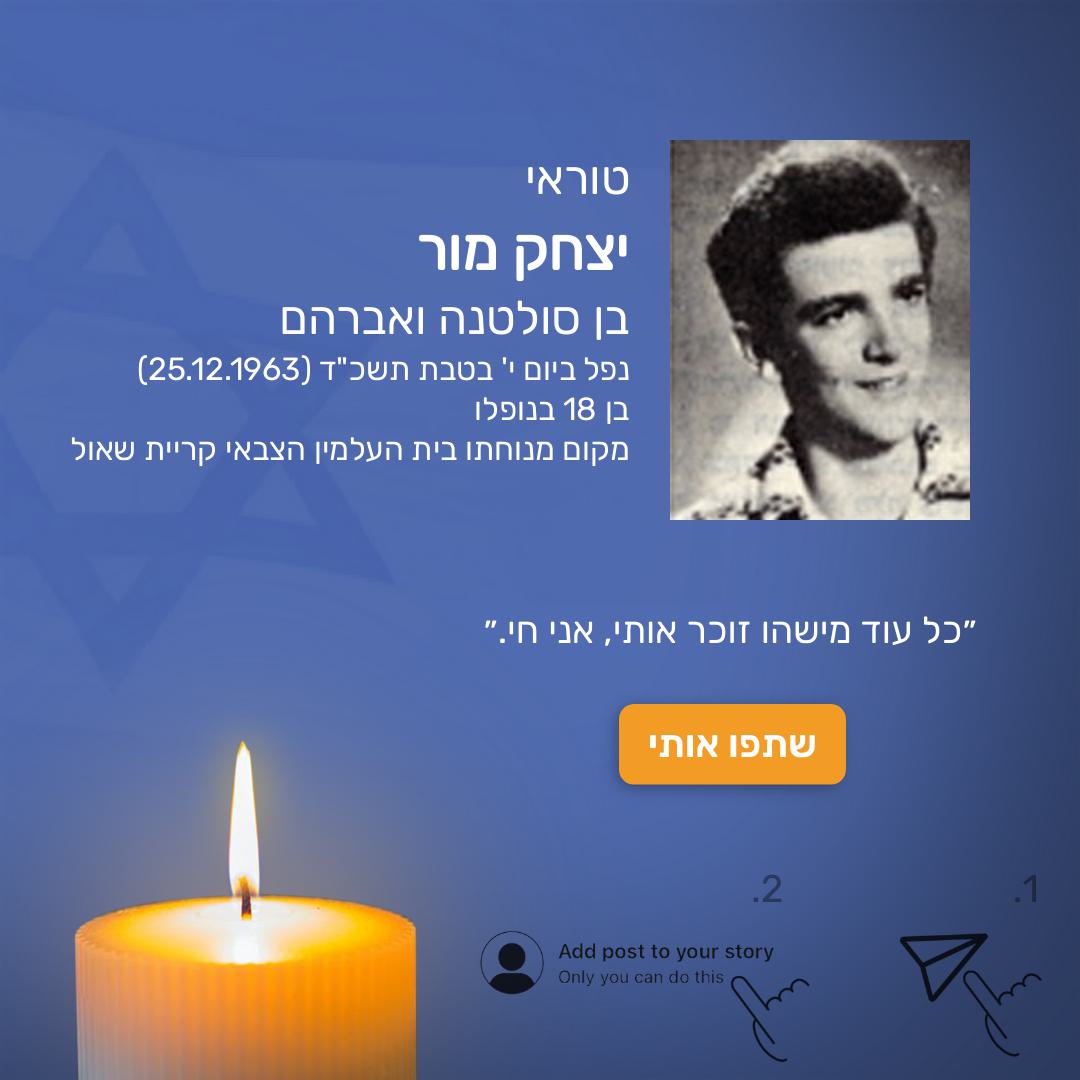 טוראי
יצחק מור
בן סולטנה ואברהם
נפל ביום י' בטבת תשכ"ד (25.12.1963)
בן 18 בנופלו
מקום מנוחתו בית העלמין הצבאי קריית שאול
״כל עוד מישהו זוכר אותי, אני חי.״
שתפו אותי
1.
2.
Add post to your story
Only you can do this